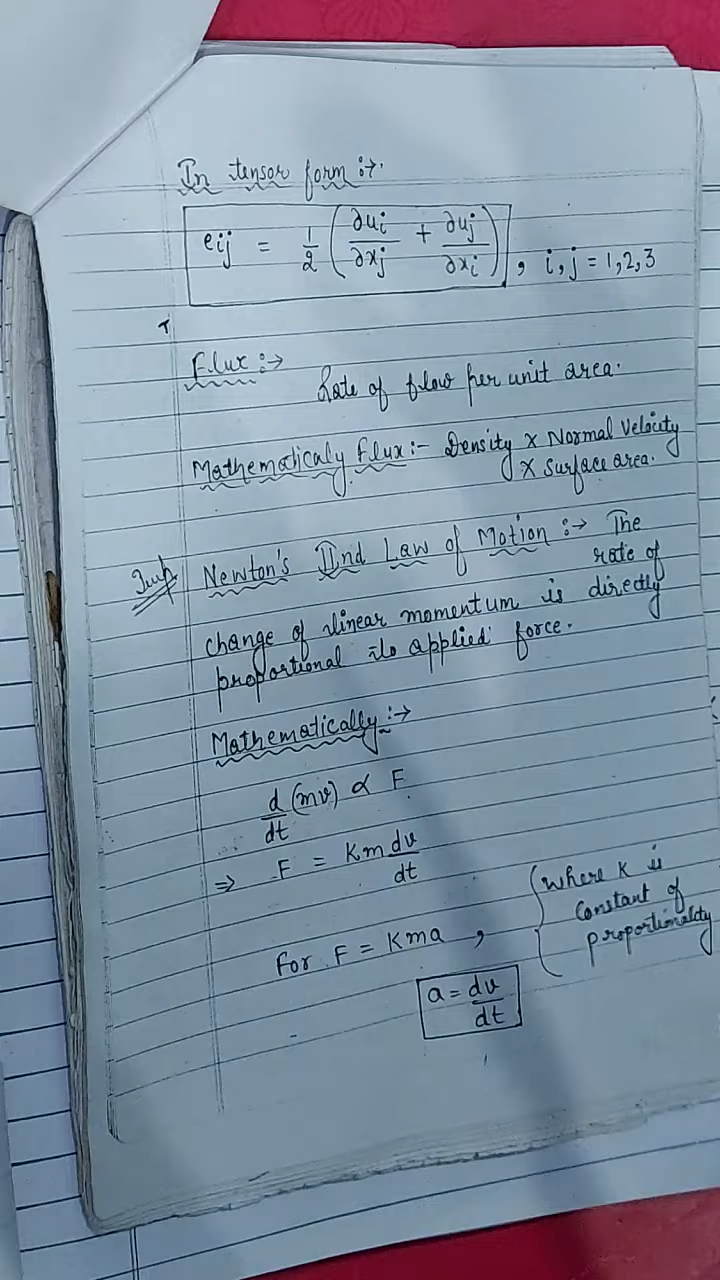 In tensor form :→
eij = 1/2 (∂ui/∂xj + ∂uj/∂xi), i,j = 1,2,3
Flux :→
Rate of flow per unit area.
Mathematicaly flux :- Density x Normal velocity
x surface area.
Imp Newton's IInd Law of Motion :→ The
rate of
change of linear momentum is directly
proportional to applied force.
Mathematically :→
d/dt (mv) ∝ F
⇒ F = Km dv/dt
{where K is
constant of
proportionality
For F = Kma ,
a = dv/dt